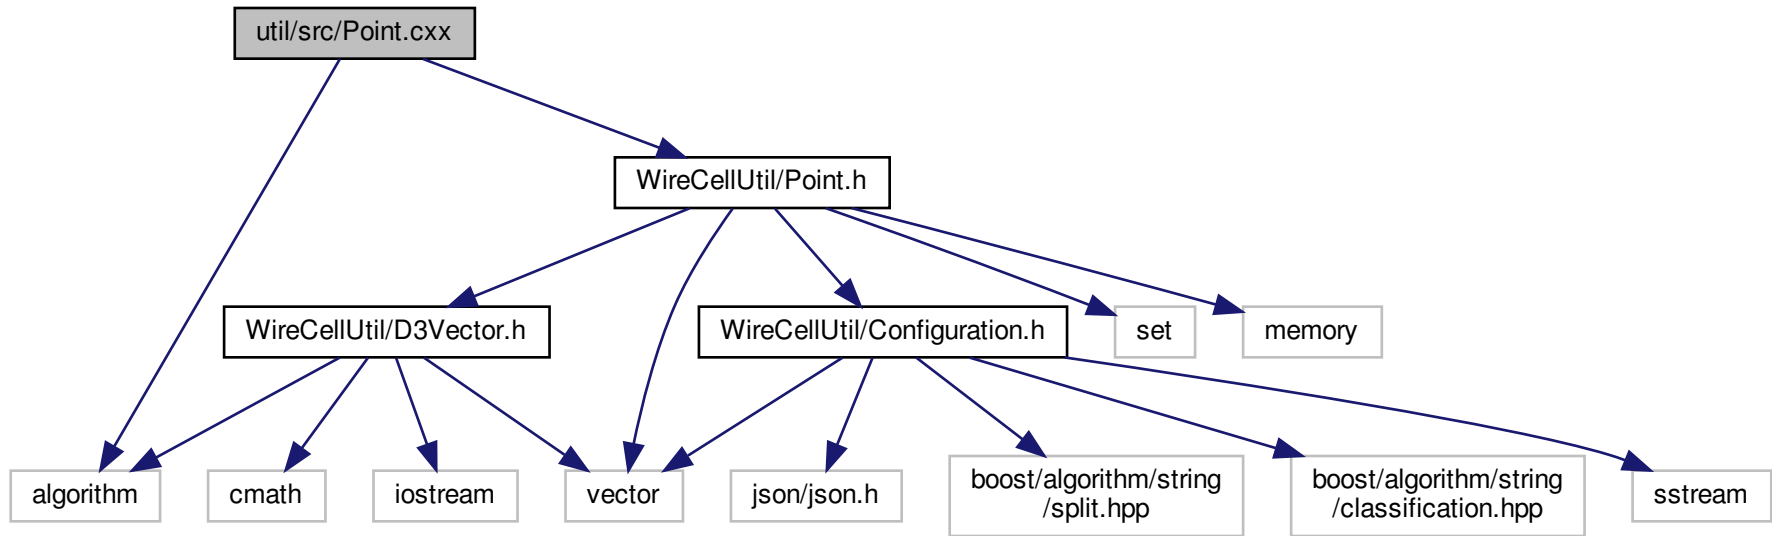 util/src/Point.cxx
WireCellUtil/Point.h
WireCellUtil/D3Vector.h
WireCellUtil/Configuration.h
set
memory
algorithm
cmath
iostream
vector
json/json.h
boost/algorithm/string
/split.hpp
boost/algorithm/string
/classification.hpp
sstream